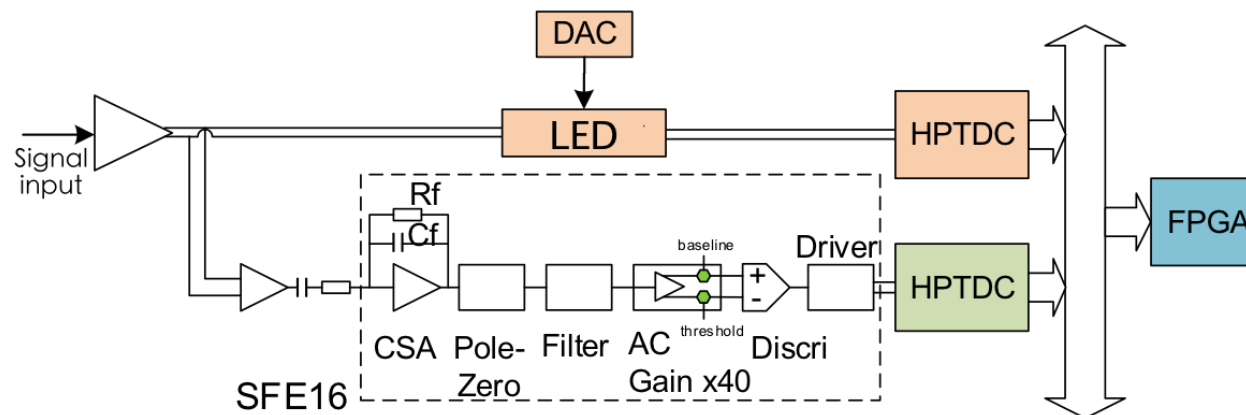 DAC
LED
HPTDC
Signal
input
Rf
Cf
baseline
Driver
FPGA
HPTDC
+
-
threshold
CSA
Pole-
Zero
Filter
AC
Gain x40
Discri
SFE16